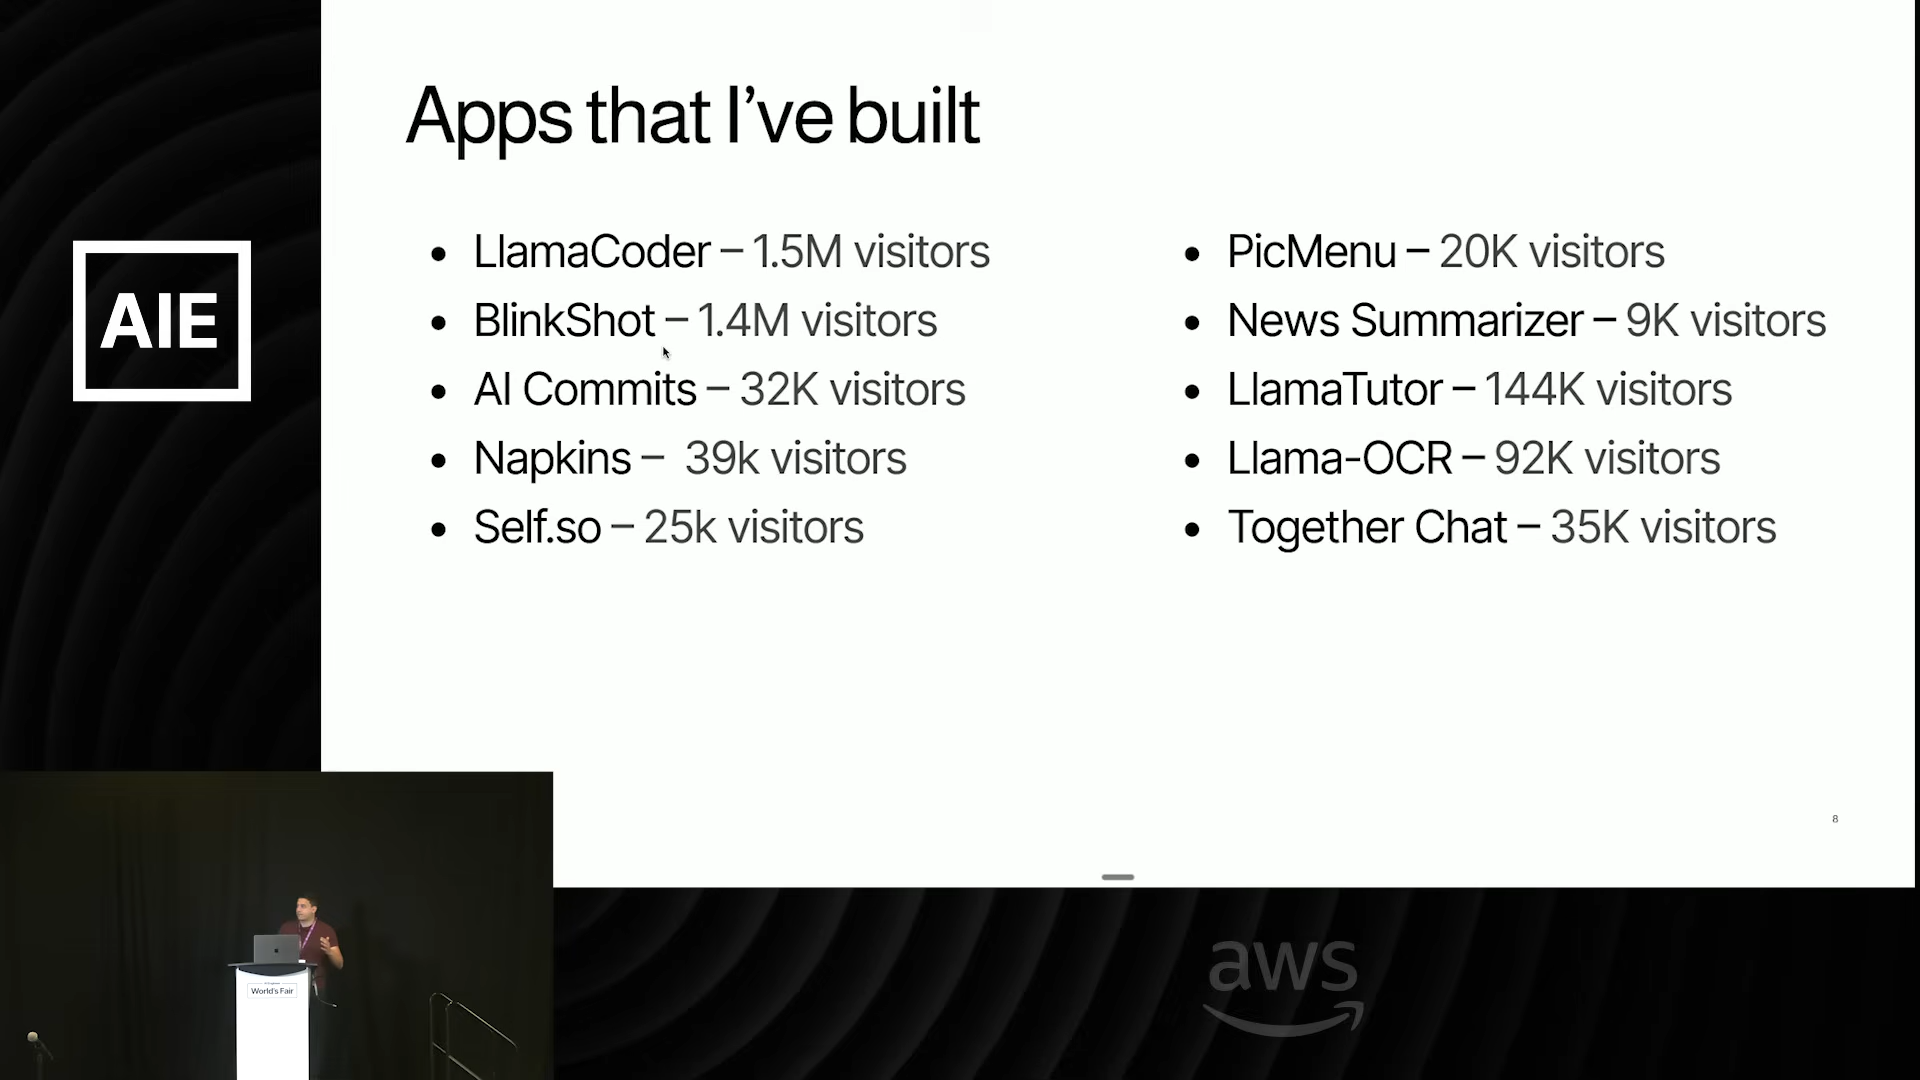 Apps that I've built
• LlamaCoder – 1.5M visitors
• BlinkShot – 1.4M visitors
• AI Commits – 32K visitors
• Napkins –  39k visitors
• Self.so – 25k visitors
• PicMenu – 20K visitors
• News Summarizer – 9K visitors
• LlamaTutor – 144K visitors
• Llama-OCR – 92K visitors
• Together Chat – 35K visitors
8
AIE
World's Fair
aws